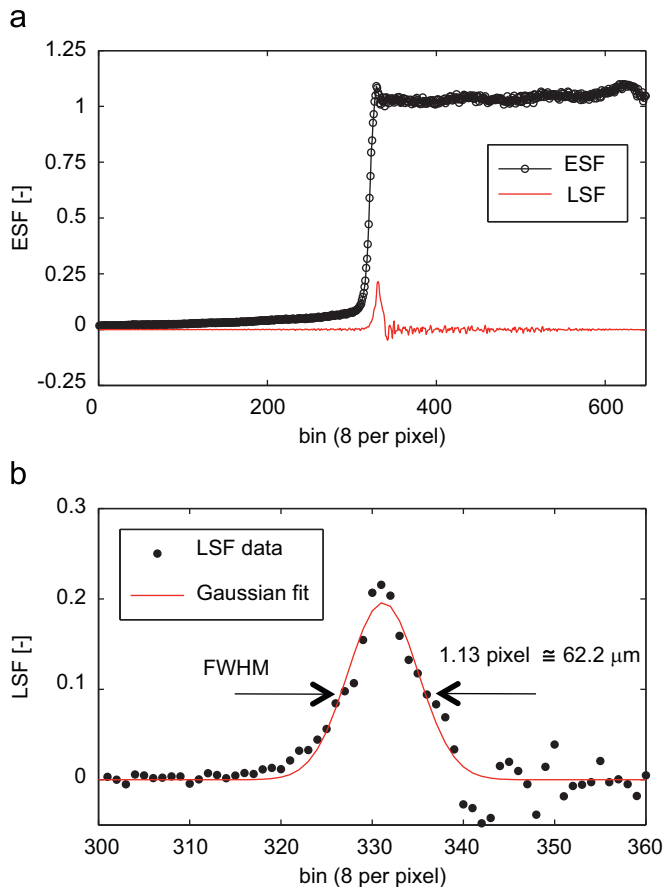 a
1.25
1
0.75
0.5
0.25
0
-0.25
ESF [-]
ESF
LSF
0 200 400 600
bin (8 per pixel)
b
0.3
0.2
0.1
0
LSF [-]
LSF data
Gaussian fit
FWHM
1.13 pixel ≅ 62.2 μm
300 310 320 330 340 350 360
bin (8 per pixel)